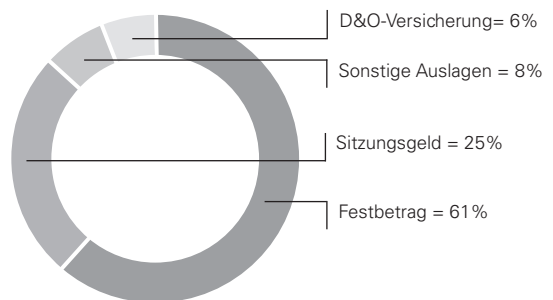 D&O-Versicherung= 6%
Sonstige Auslagen = 8%
Sitzungsgeld = 25%
Festbetrag = 61%